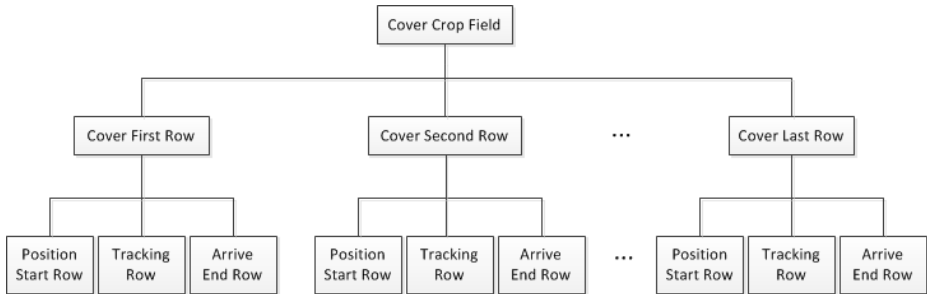 Cover Crop Field
Cover First Row
Cover Second Row
...
Cover Last Row
Position
Start Row
Tracking
Row
Arrive
End Row
Position
Start Row
Tracking
Row
Arrive
End Row
...
Position
Start Row
Tracking
Row
Arrive
End Row